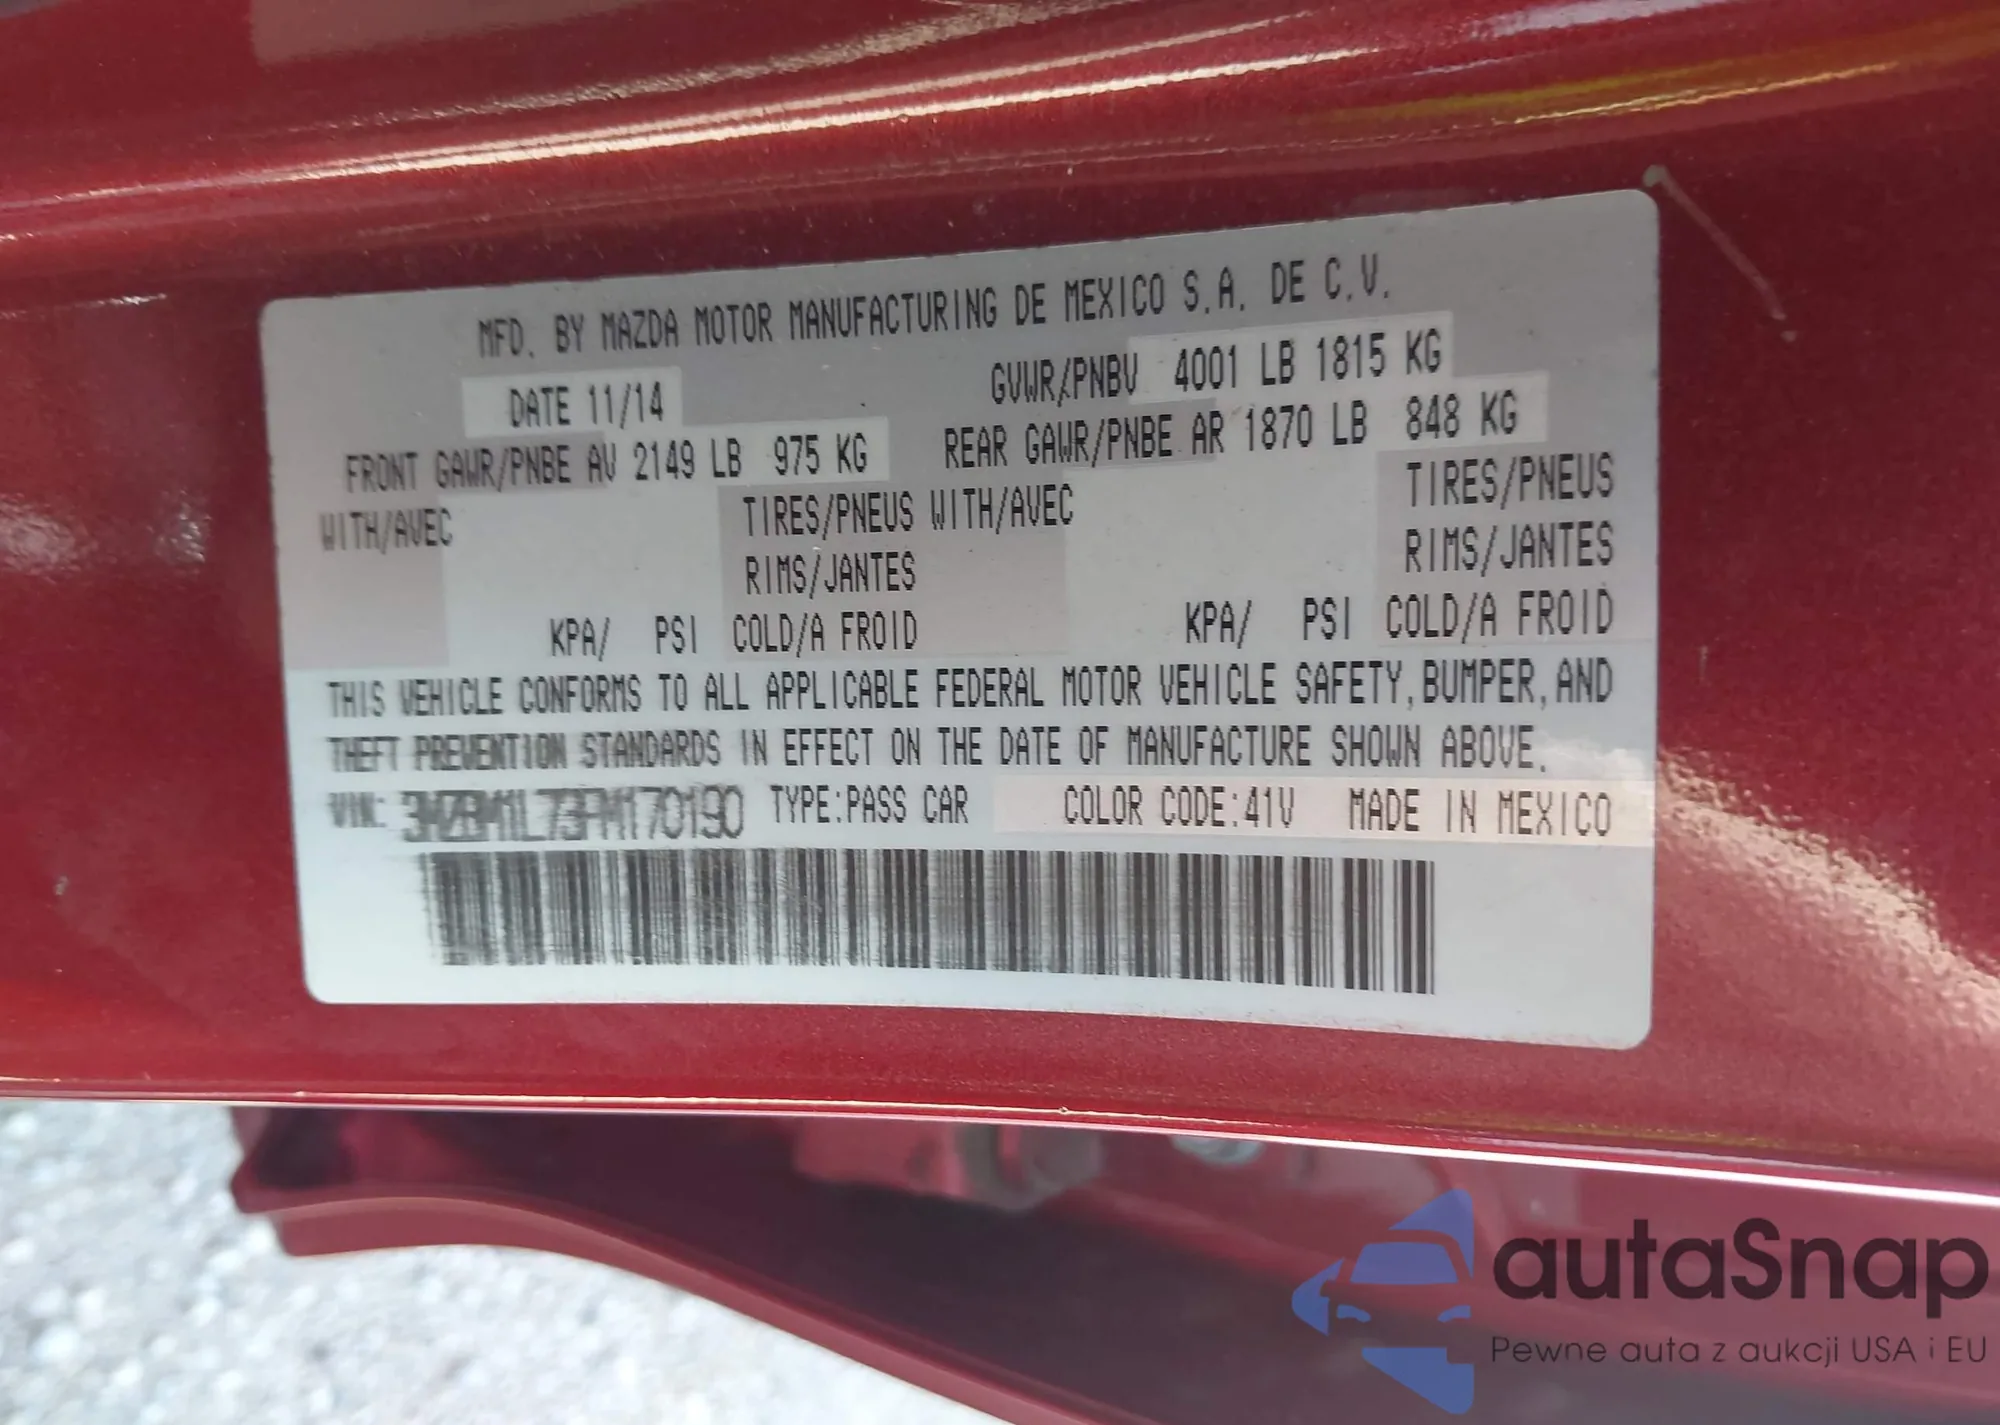 MFD. BY MAZDA MOTOR MANUFACTURING DE MEXICO S.A. DE C.V.
DATE 11/14 GVWR/PNBV 4001 LB 1815 KG
FRONT GAWR/PNBE AV 2149 LB 975 KG REAR GAWR/PNBE AR 1870 LB 848 KG
WITH/AVEC TIRES/PNEUS WITH/AVEC TIRES/PNEUS
RIMS/JANTES RIMS/JANTES
KPA/ PSI COLD/A FROID KPA/ PSI COLD/A FROID
THIS VEHICLE CONFORMS TO ALL APPLICABLE FEDERAL MOTOR VEHICLE SAFETY, BUMPER, AND
THEFT PREVENTION STANDARDS IN EFFECT ON THE DATE OF MANUFACTURE SHOWN ABOVE.
VIN: 3MZBM1L73FM170190 TYPE:PASS CAR COLOR CODE:41V MADE IN MEXICO
autaSnap
Pewne auta z aukcji USA i EU